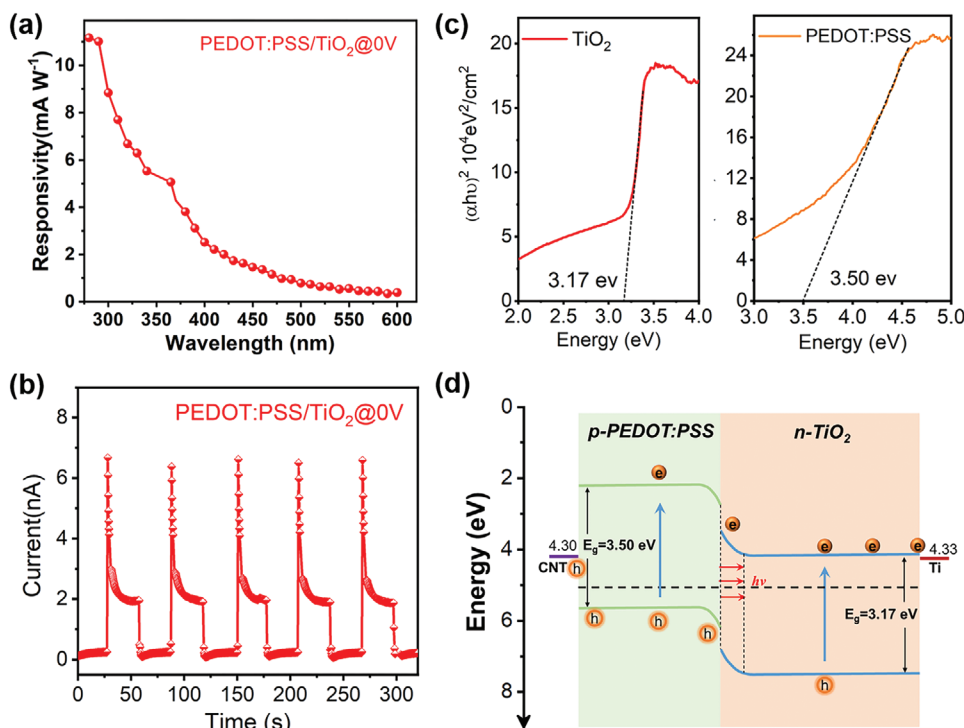 (a)
PEDOT:PSS/TiO₂@0V
Responsivity(mA W⁻¹)
10
8
6
4
2
0
300 350 400 450 500 550 600
Wavelength (nm)
(b)
PEDOT:PSS/TiO₂@0V
Current(nA)
8
6
4
2
0
0 50 100 150 200 250 300
Time (s)
(c)
TiO₂
(αhυ)² 10⁴eV²/cm²
20
15
10
5
0
3.17 ev
2.0 2.5 3.0 3.5 4.0
Energy (eV)
PEDOT:PSS
24
20
16
12
8
4
0
3.50 ev
3.0 3.5 4.0 4.5 5.0
Energy (eV)
(d)
Energy (eV)
0
2
4
6
8
p-PEDOT:PSS
n-TiO₂
e
e
e e e
4.30
CNT
h
E₉=3.50 eV
hν
4.33
Ti
E₉=3.17 eV
h h h
h